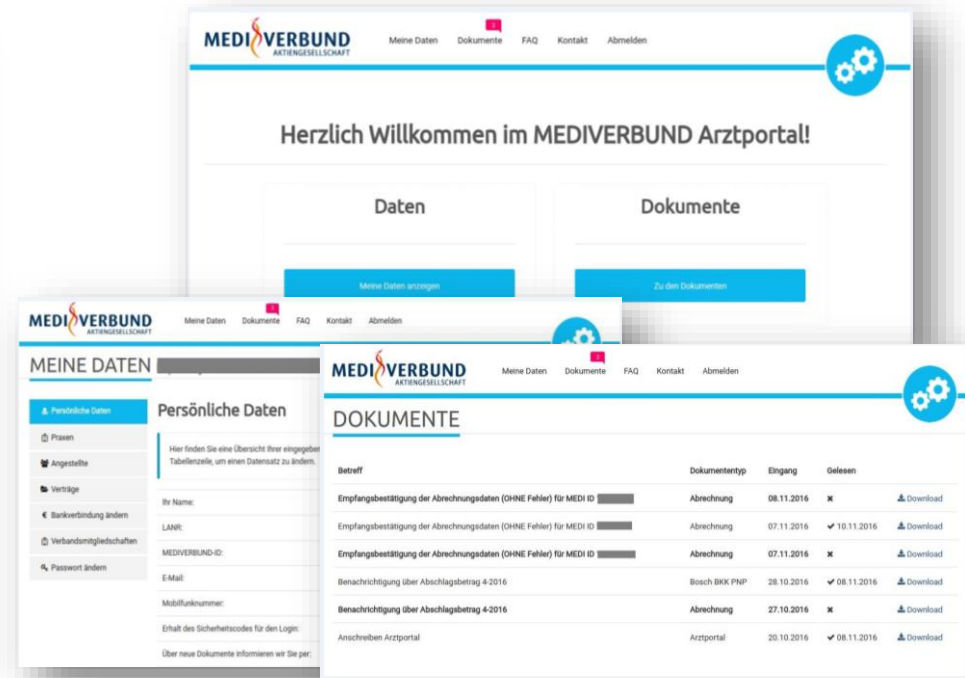 MEDIVERBUND
AKTIENGESELLSCHAFT
Meine Daten Dokumente 3 FAQ Kontakt Abmelden
Herzlich Willkommen im MEDIVERBUND Arztportal!
Daten Dokumente
Meine Daten anzeigen Zu den Dokumenten
MEDIVERBUND
AKTIENGESELLSCHAFT
Meine Daten Dokumente 3 FAQ Kontakt Abmelden
MEINE DATEN
Persönliche Daten
Praxen
Angestellte
Verträge
Bankverbindung ändern
Verbandsmitgliedschaften
Passwort ändern
Persönliche Daten
Hier finden Sie eine Übersicht Ihrer eingegeben
Tabellenzeile, um einen Datensatz zu ändern.
Ihr Name:
LANR:
MEDIVERBUND-ID:
E-Mail:
Mobilfunknummer:
Erhalt des Sicherheitscodes für den Login:
Über neue Dokumente informieren wir Sie per:
MEDIVERBUND
AKTIENGESELLSCHAFT
Meine Daten Dokumente 3 FAQ Kontakt Abmelden
DOKUMENTE
Betreff Dokumententyp Eingang Gelesen
Empfangsbestätigung der Abrechnungsdaten (OHNE Fehler) für MEDI ID Abrechnung 08.11.2016 ✖ Download
Empfangsbestätigung der Abrechnungsdaten (OHNE Fehler) für MEDI ID Abrechnung 07.11.2016 ✔ 10.11.2016 Download
Empfangsbestätigung der Abrechnungsdaten (OHNE Fehler) für MEDI ID Abrechnung 07.11.2016 ✖ Download
Benachrichtigung über Abschlagsbetrag 4-2016 Bosch BKK PNP 28.10.2016 ✔ 08.11.2016 Download
Benachrichtigung über Abschlagsbetrag 4-2016 Abrechnung 27.10.2016 ✖ Download
Anschreiben Arztportal Arztportal 20.10.2016 ✔ 08.11.2016 Download